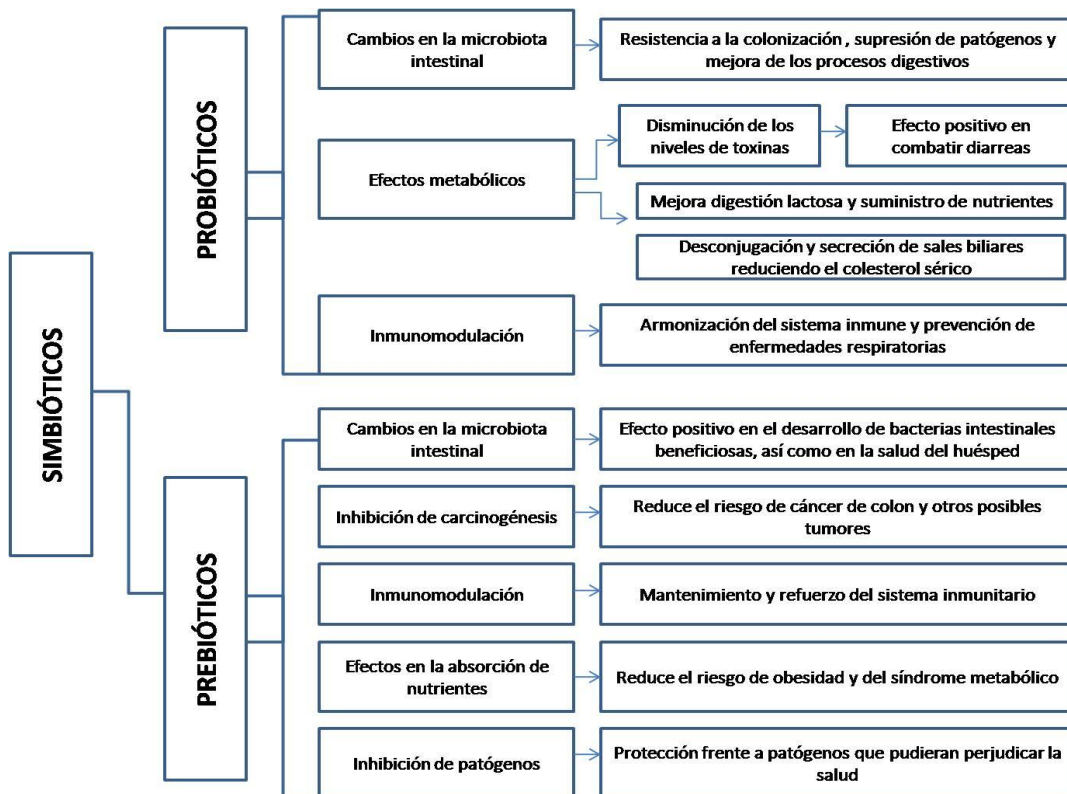 SIMBIÓTICOS
PROBIÓTICOS
Cambios en la microbiota
intestinal
Resistencia a la colonización , supresión de patógenos y
mejora de los procesos digestivos
Efectos metabólicos
Disminución de los
niveles de toxinas
Efecto positivo en
combatir diarreas
Mejora digestión lactosa y suministro de nutrientes
Desconjugación y secreción de sales biliares
reduciendo el colesterol sérico
Inmunomodulación
Armonización del sistema inmune y prevención de
enfermedades respiratorias
PREBIÓTICOS
Cambios en la microbiota
intestinal
Efecto positivo en el desarrollo de bacterias intestinales
beneficiosas, así como en la salud del huésped
Inhibición de carcinogénesis
Reduce el riesgo de cáncer de colon y otros posibles
tumores
Inmunomodulación
Mantenimiento y refuerzo del sistema inmunitario
Efectos en la absorción de
nutrientes
Reduce el riesgo de obesidad y del síndrome metabólico
Inhibición de patógenos
Protección frente a patógenos que pudieran perjudicar la
salud